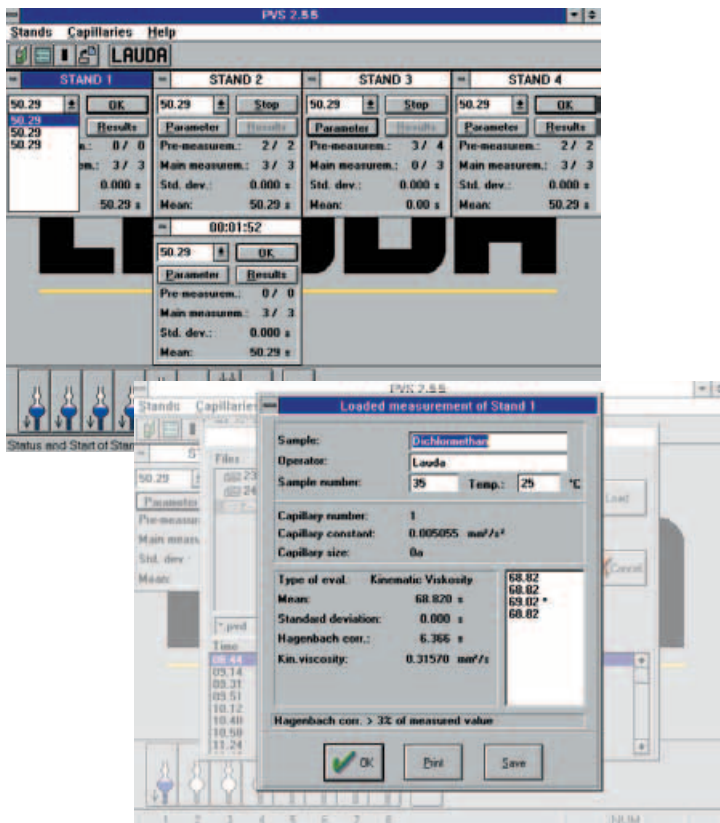 PVS 2.55
Stands Capillaries Help
LAUDA
STAND 1 STAND 2 STAND 3 STAND 4
50.29 OK 50.29 Stop 50.29 Stop 50.29 OK
50.29
50.29
50.29
Results Parameter Results Parameter Results Parameter Results
.: 0 / 0 Pre-measurem.: 2 / 2 Pre-measurem.: 3 / 4 Pre-measurem.: 2 / 2
em.: 3 / 3 Main measurem.: 3 / 3 Main measurem.: 0 / 3 Main measurem.: 3 / 3
0.000 s Std. dev.: 0.000 s Std. dev.: 0.000 s Std. dev.: 0.000 s
50.29 s Mean: 50.29 s Mean: 0.00 s Mean: 50.29 s
LAUDA
00:01:52
50.29 OK
Parameter Results
Pre-measurem.: 0 / 0
Main measurem.: 3 / 3
Std. dev.: 0.000 s
Mean: 50.29 s
Status and Start of Stan
PVS 2.55
Stands Capillaries
Loaded measurement of Stand 1
Sample: Dichlormethan
Operator: Lauda
Sample number: 35 Temp.: 25 °C
Capillary number: 1
Capillary constant: 0.005055 mm²/s²
Capillary size: 0a
Type of eval. Kinematic Viskosity
Mean: 68.820 s
Standard deviation: 0.000 s
Hagenbach corr.: 6.366 s
Kin.viscosity: 0.31570 mm²/s
68.82
68.82
69.02 *
68.82
Hagenbach corr. > 3% of measured value
OK Print Save
ST
50.29
Parameter
Pre-measur
Main measu
Std. dev
Mean:
Files
23
24
*.pvd
Time
08.44
09.14
09.31
09.51
10.12
10.40
10.58
11.24
Load
Cancel
1 2 3 4 5 6 7 8 NUM